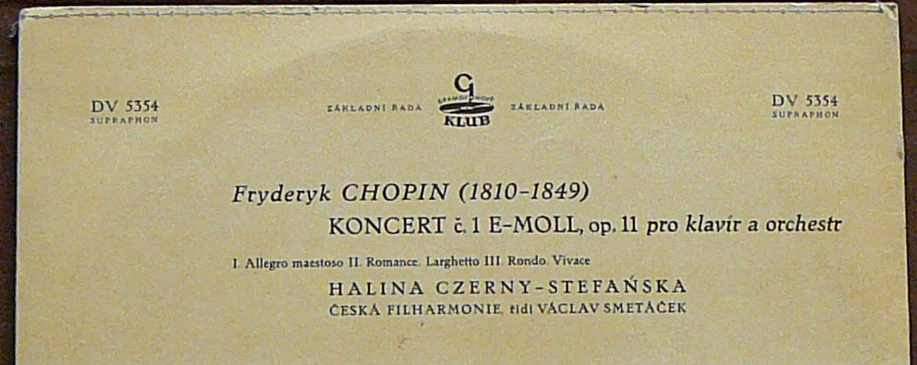 DV 5354
SUPRAPHON
ZÁKLADNÍ ŘADA
G
GRAMOFONOVÝ
KLUB
ZÁKLADNÍ ŘADA
DV 5354
SUPRAPHON
Fryderyk CHOPIN (1810-1849)
KONCERT č. 1 E-MOLL, op. 11 pro klavír a orchestr
I. Allegro maestoso II. Romance. Larghetto III. Rondo. Vivace
HALINA CZERNY-STEFAŃSKA
ČESKÁ FILHARMONIE, řídí VÁCLAV SMETÁČEK